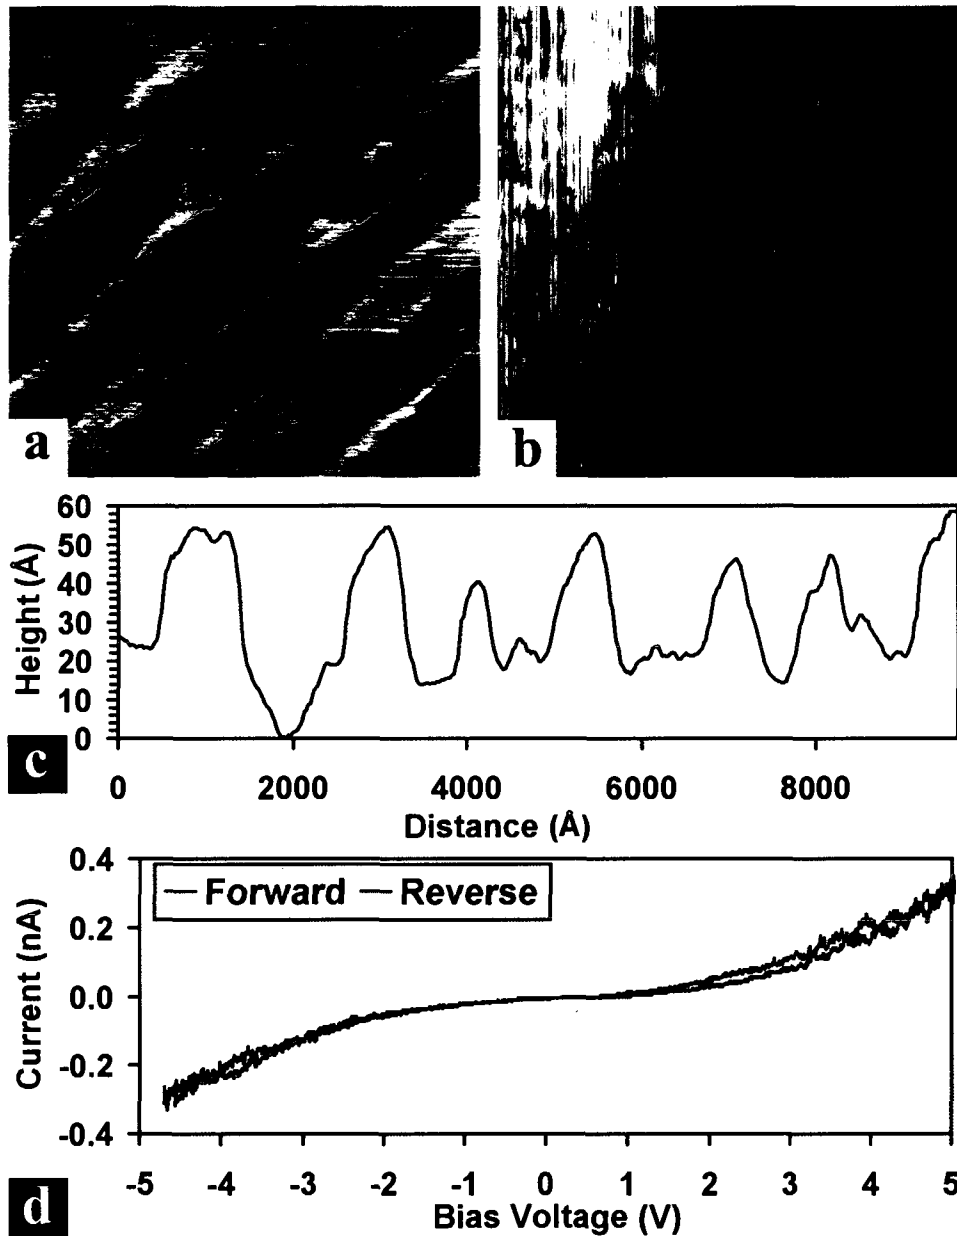 a
b
60
50
40
30
20
10
0
Height (Å)
c
0 2000 4000 6000 8000
Distance (Å)
0.4
0.2
0.0
-0.2
-0.4
Forward Reverse
Current (nA)
-5 -4 -3 -2 -1 0 1 2 3 4 5
d
Bias Voltage (V)